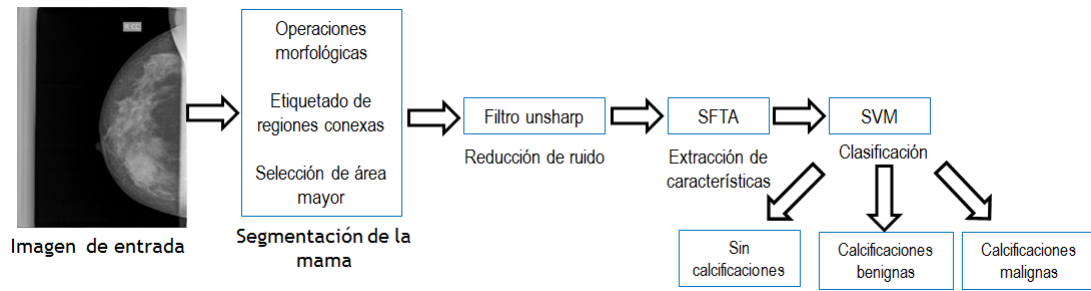 R CC
Operaciones
morfológicas
Etiquetado de
regiones conexas
Selección de área
mayor
Imagen de entrada
Segmentación de la
mama
Filtro unsharp
Reducción de ruido
SFTA
Extracción de
características
SVM
Clasificación
Sin
calcificaciones
Calcificaciones
benignas
Calcificaciones
malignas